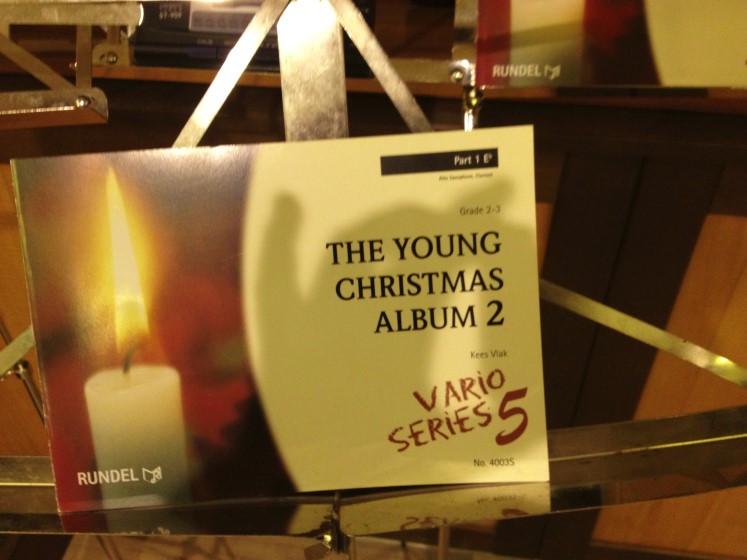 RUNDEL
Part 1 E♭
Alto Saxophone, Clarinet
Grade 2-3
THE YOUNG
CHRISTMAS
ALBUM 2
Kees Vlak
VARIO
SERIES 5
No. 4003S
RUNDEL